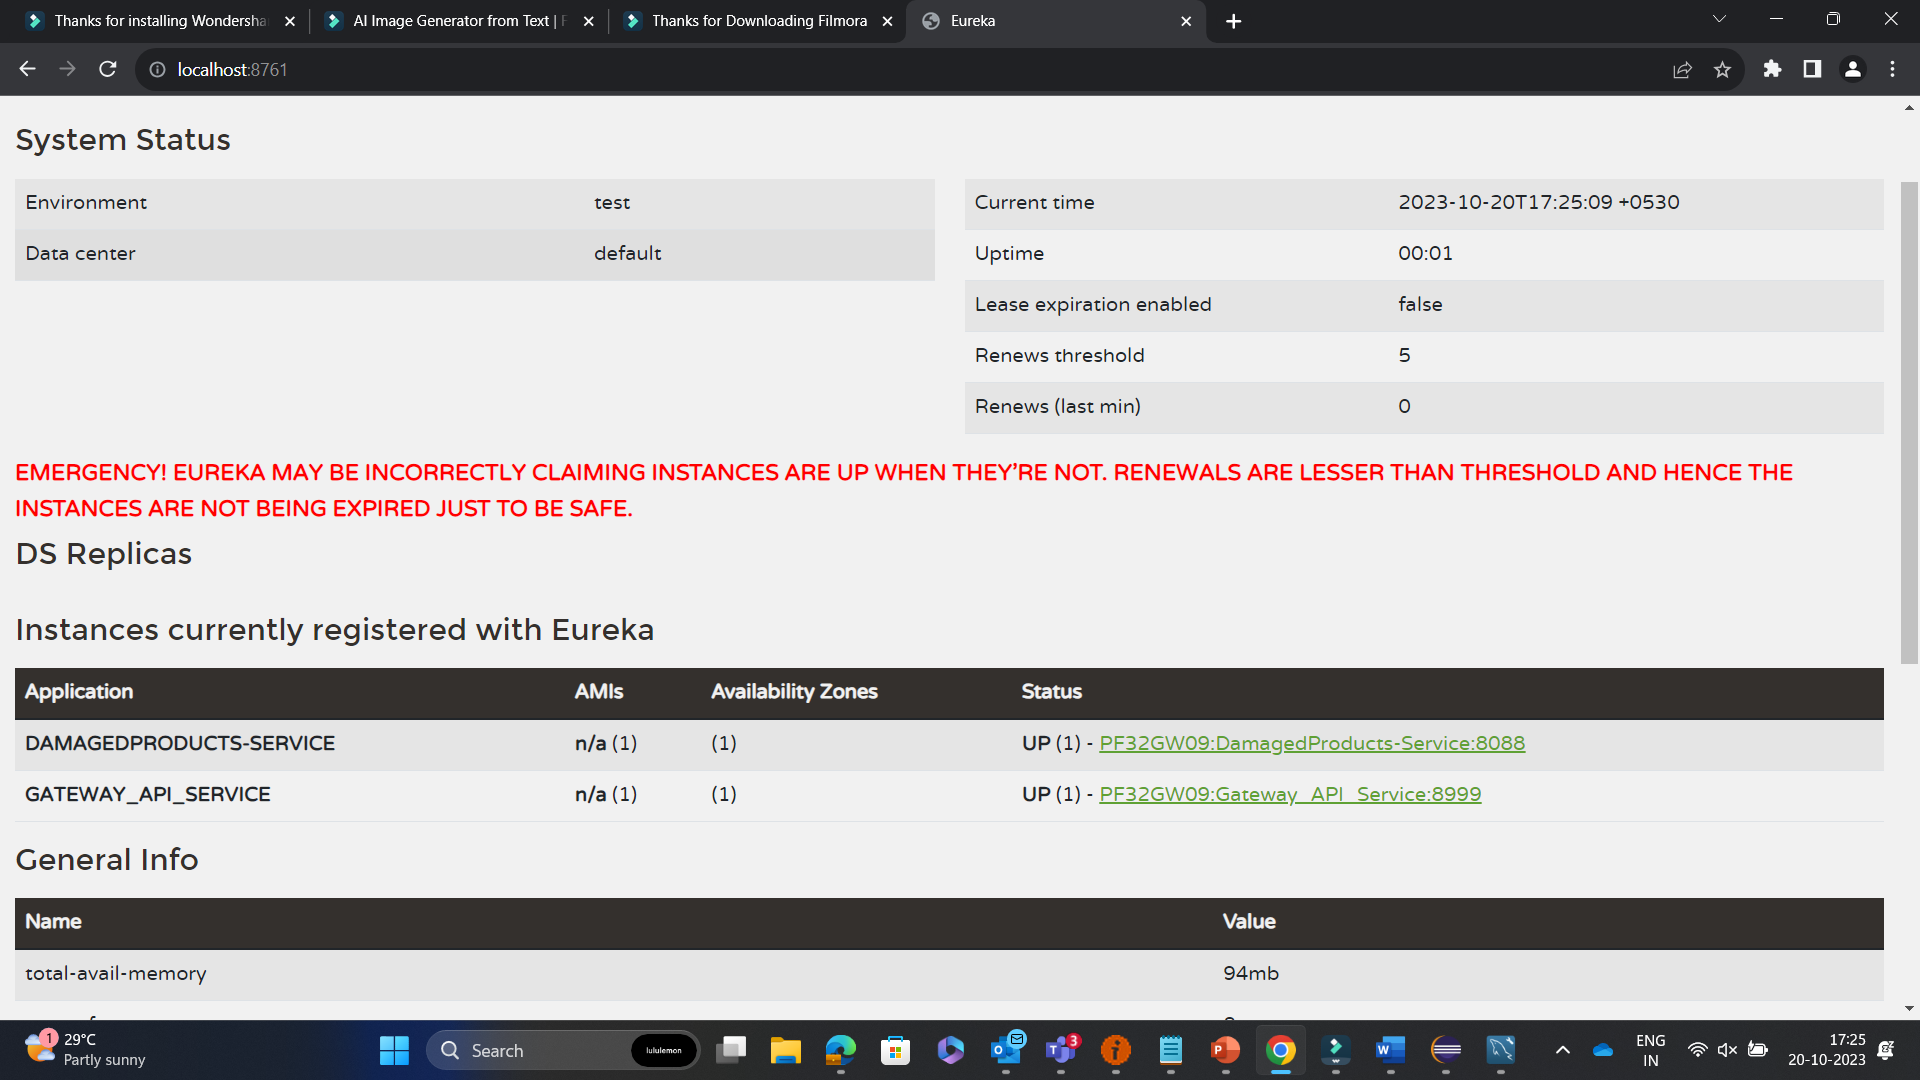 Thanks for installing Wondersha
AI Image Generator from Text | F
Thanks for Downloading Filmora
Eureka
localhost:8761
System Status
Environment test
Data center default
Current time 2023-10-20T17:25:09 +0530
Uptime 00:01
Lease expiration enabled false
Renews threshold 5
Renews (last min) 0
EMERGENCY! EUREKA MAY BE INCORRECTLY CLAIMING INSTANCES ARE UP WHEN THEY'RE NOT. RENEWALS ARE LESSER THAN THRESHOLD AND HENCE THE
INSTANCES ARE NOT BEING EXPIRED JUST TO BE SAFE.
DS Replicas
Instances currently registered with Eureka
Application AMIs Availability Zones Status
DAMAGEDPRODUCTS-SERVICE n/a (1) (1) UP (1) - PF32GW09:DamagedProducts-Service:8088
GATEWAY_API_SERVICE n/a (1) (1) UP (1) - PF32GW09:Gateway_API_Service:8999
General Info
Name Value
total-avail-memory 94mb
1
29°C
Partly sunny
Search
lululemon
3
ENG
IN
17:25
20-10-2023